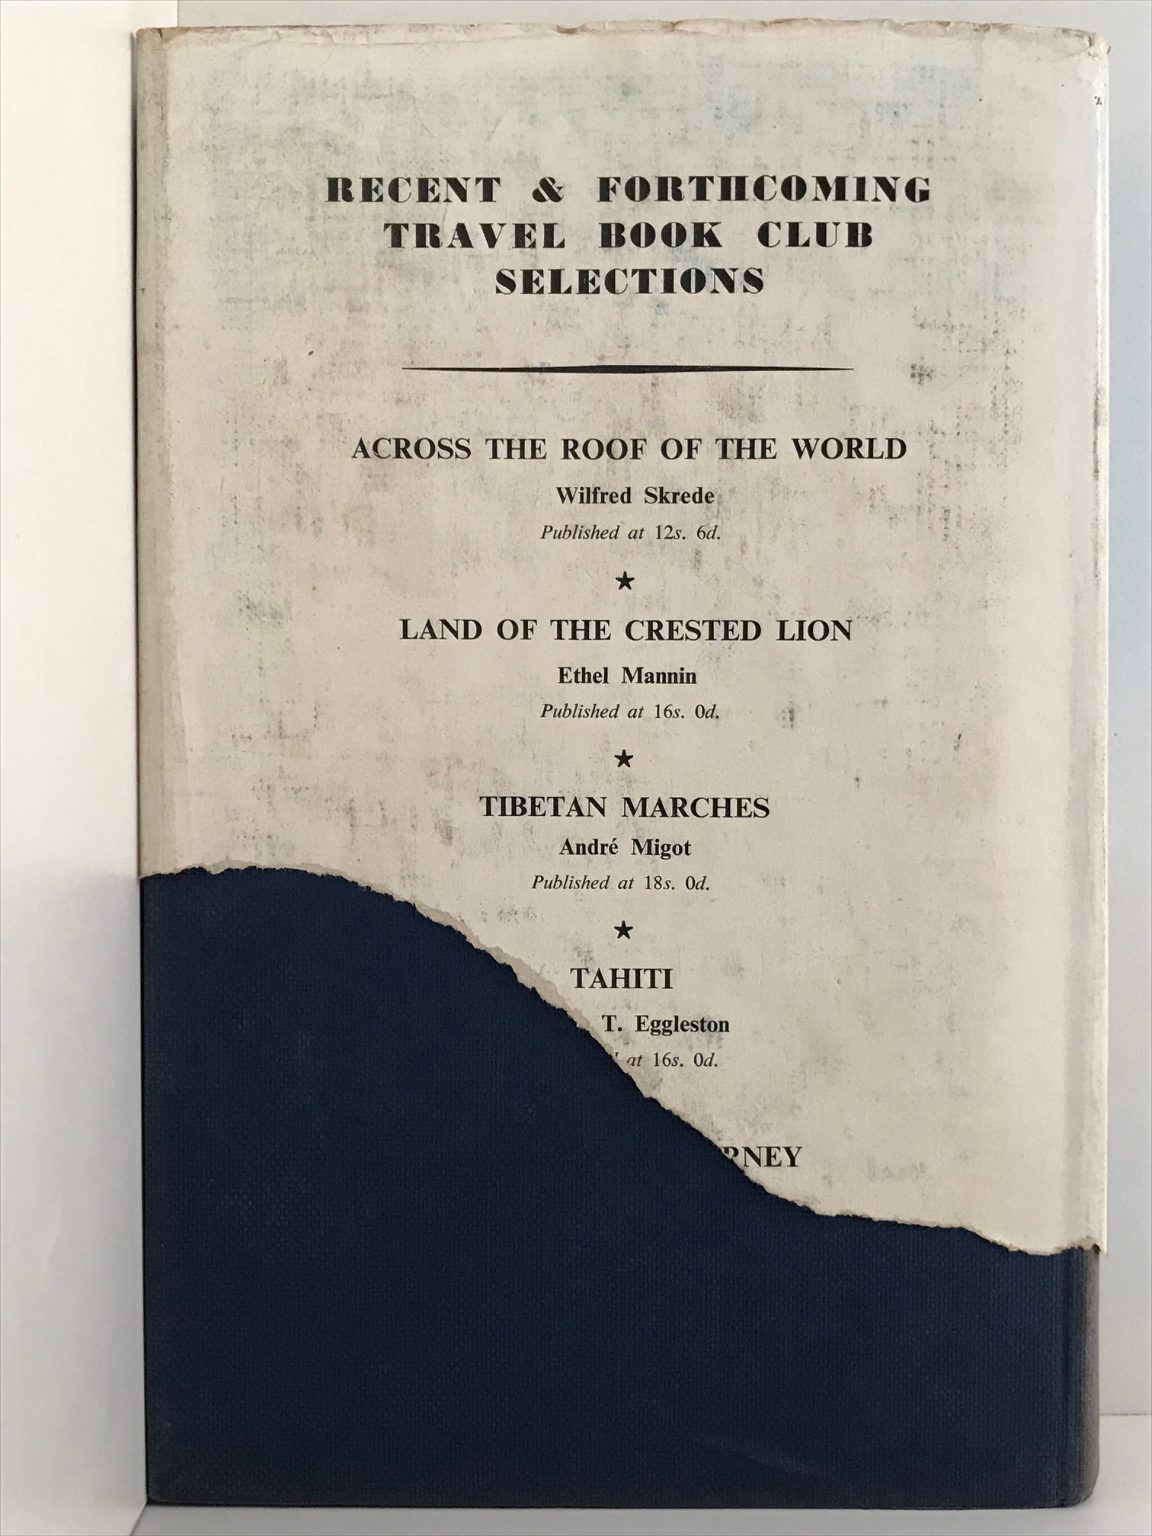 RECENT & FORTHCOMING
TRAVEL BOOK CLUB
SELECTIONS
ACROSS THE ROOF OF THE WORLD
Wilfred Skrede
Published at 12s. 6d.
★
LAND OF THE CRESTED LION
Ethel Mannin
Published at 16s. 0d.
★
TIBETAN MARCHES
André Migot
Published at 18s. 0d.
★
TAHITI
T. Eggleston
at 16s. 0d.